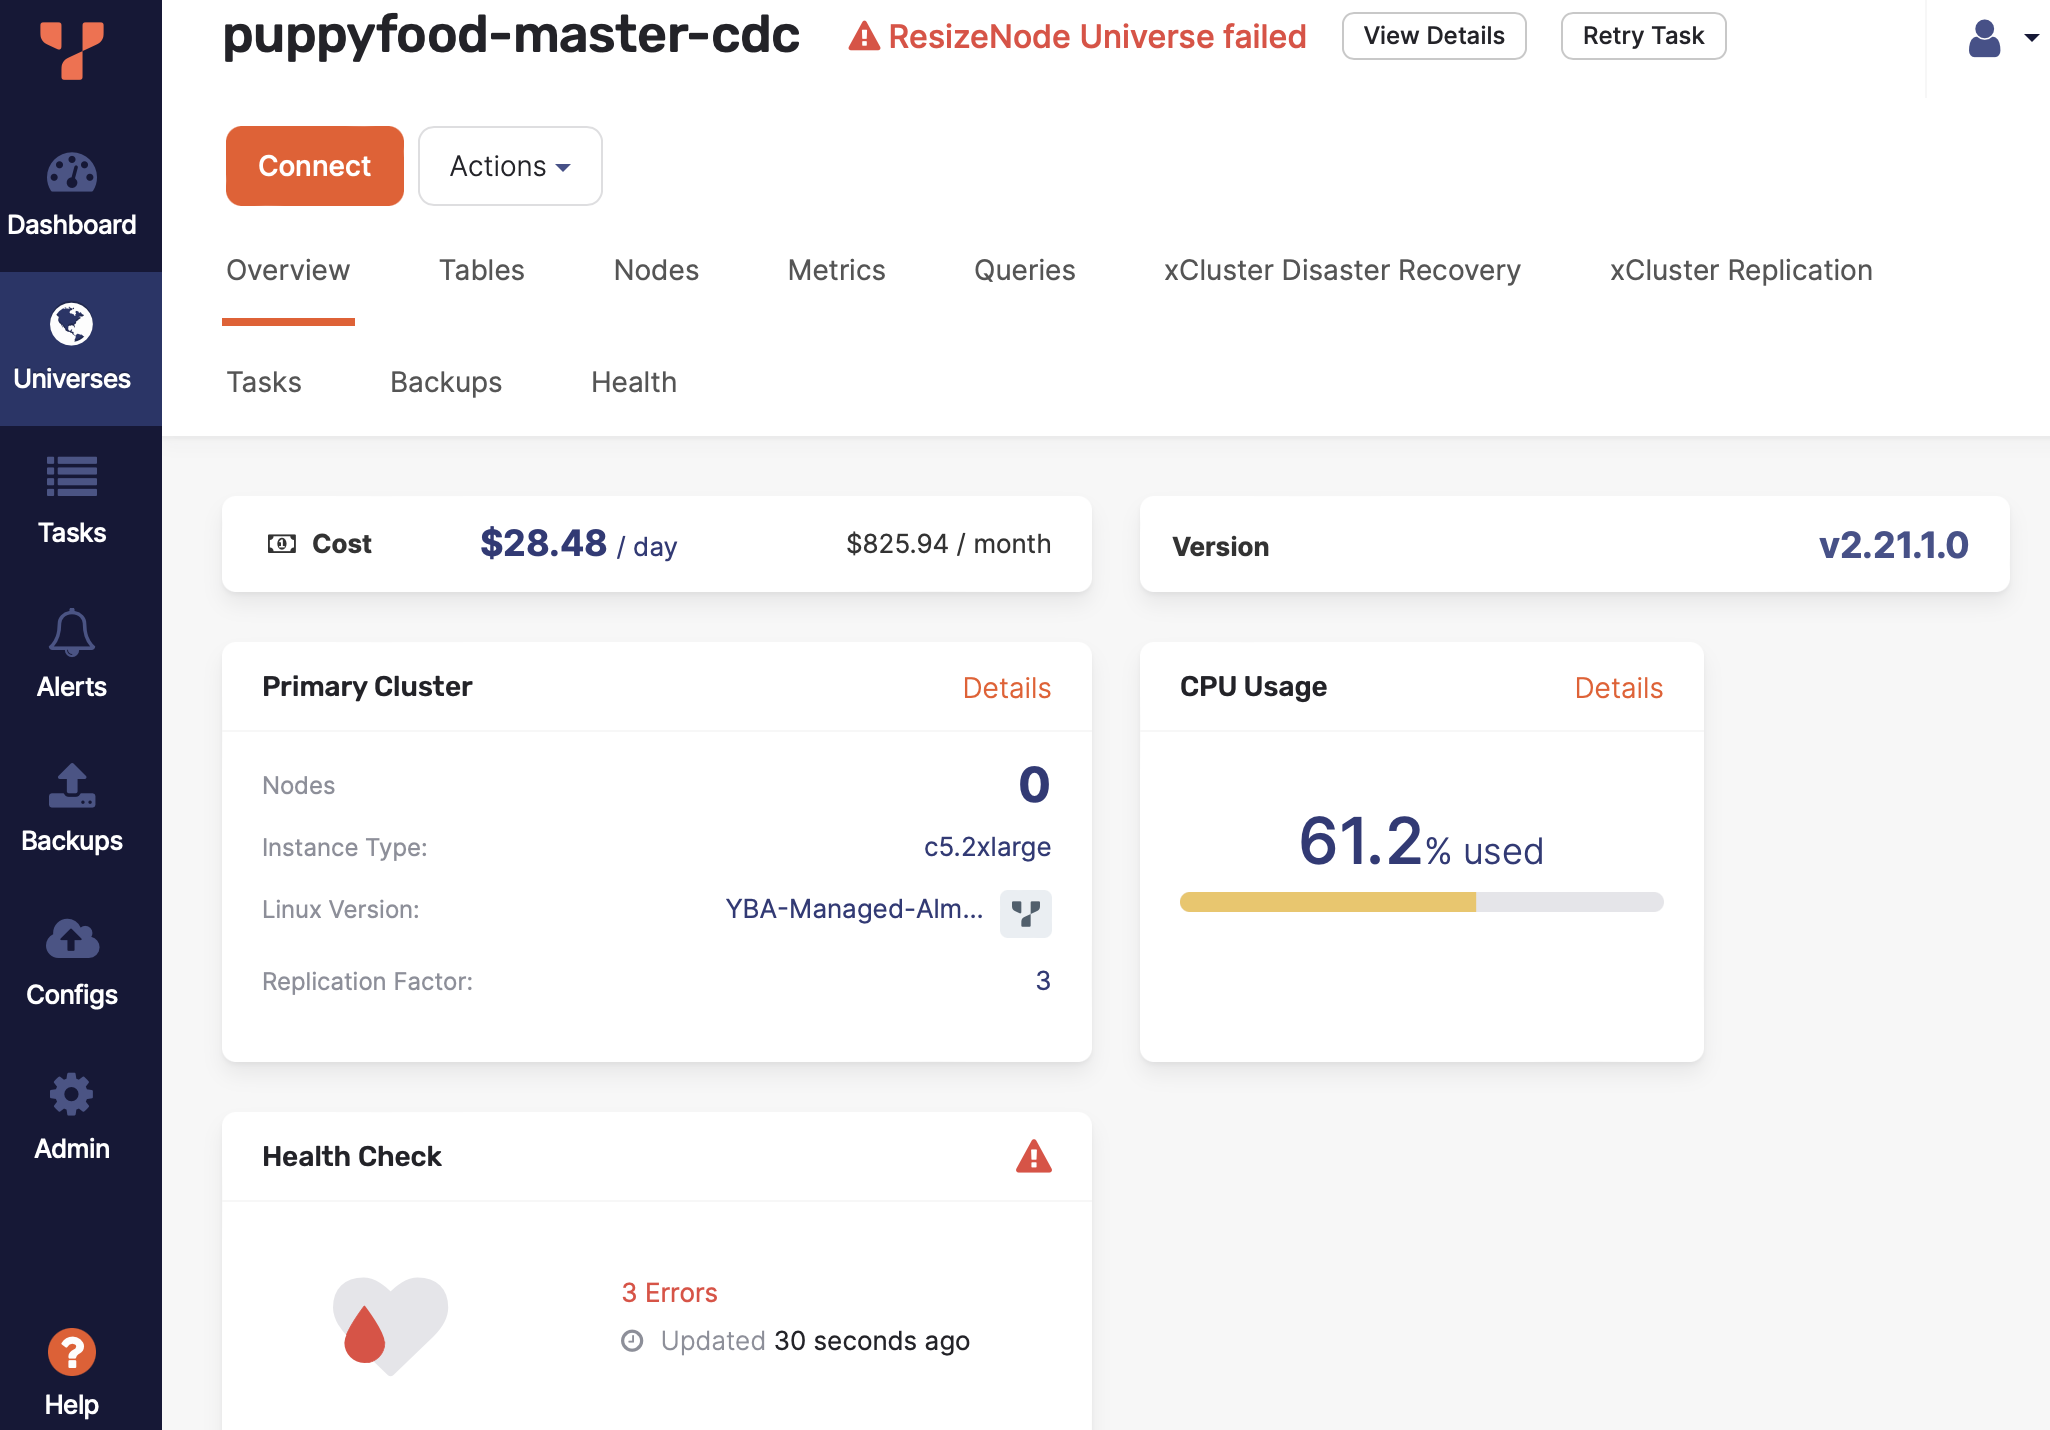 puppyfood-master-cdc
ResizeNode Universe failed
View Details
Retry Task
Connect
Actions
Overview
Tables
Nodes
Metrics
Queries
xCluster Disaster Recovery
xCluster Replication
Tasks
Backups
Health
Dashboard
Universes
Tasks
Alerts
Backups
Configs
Admin
Help
Cost
$28.48 / day
$825.94 / month
Version
v2.21.1.0
Primary Cluster
Details
Nodes
0
Instance Type:
c5.2xlarge
Linux Version:
YBA-Managed-Alm...
Replication Factor:
3
CPU Usage
Details
61.2% used
Health Check
3 Errors
Updated 30 seconds ago